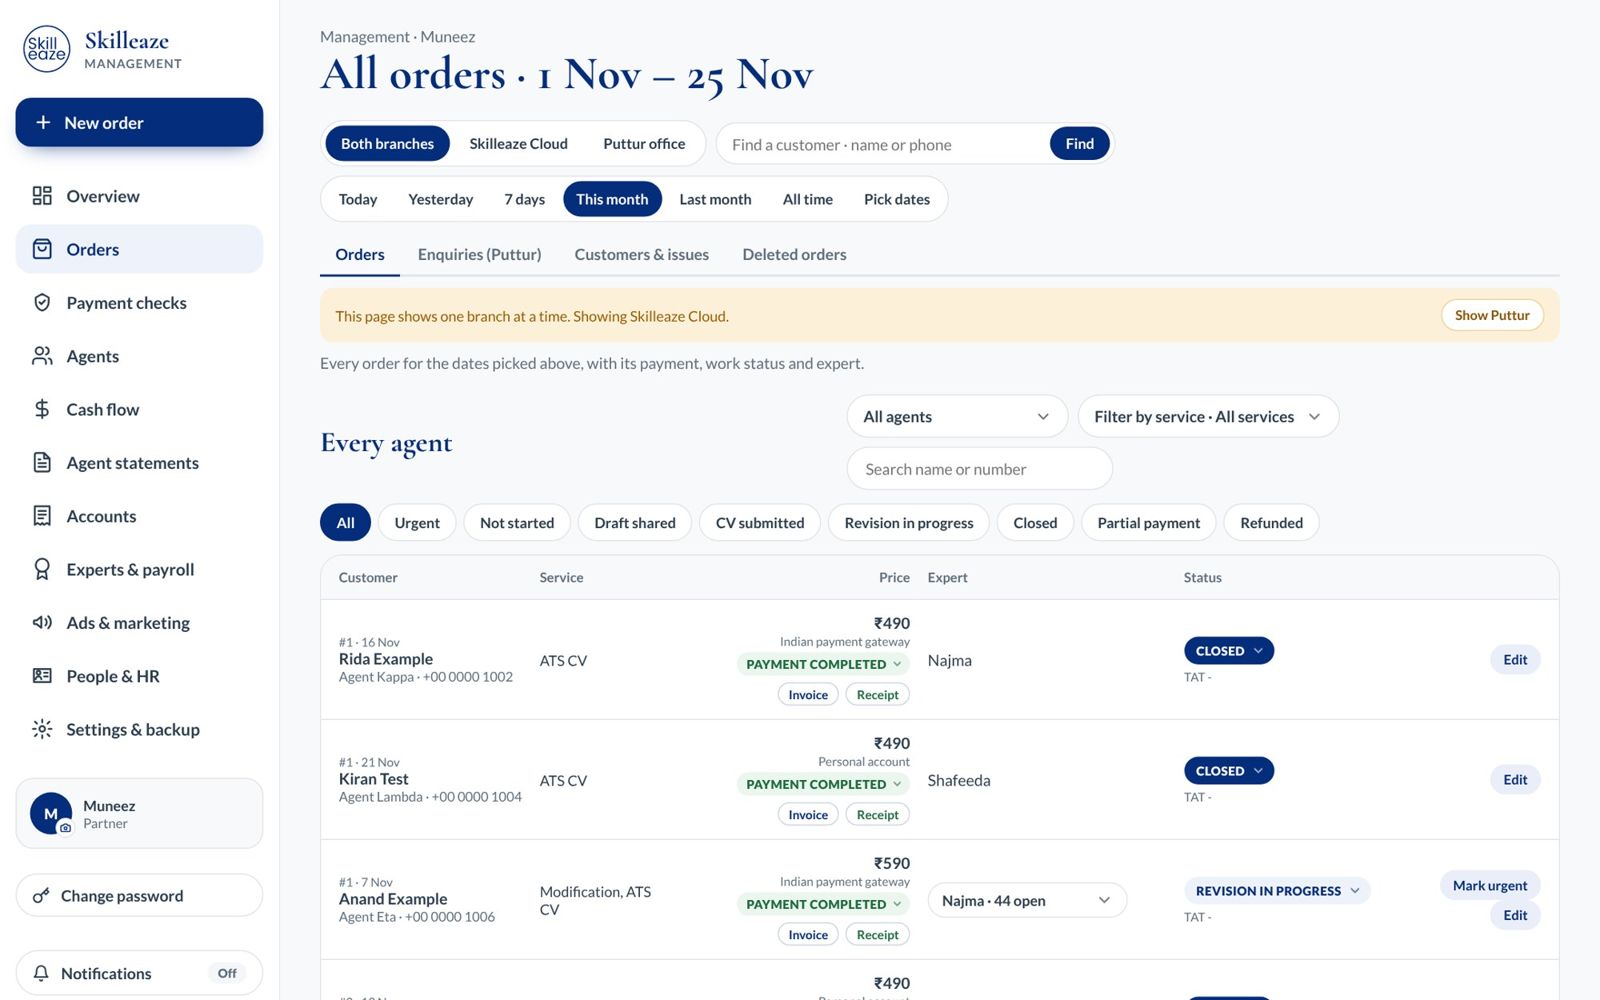 Skill
eaze
Skilleaze
MANAGEMENT
New order
Overview
Orders
Payment checks
Agents
Cash flow
Agent statements
Accounts
Experts & payroll
Ads & marketing
People & HR
Settings & backup
M
Muneez
Partner
Change password
Notifications Off
Management · Muneez
All orders · 1 Nov – 25 Nov
Both branches Skilleaze Cloud Puttur office
Find a customer · name or phone Find
Today Yesterday 7 days This month Last month All time Pick dates
Orders Enquiries (Puttur) Customers & issues Deleted orders
This page shows one branch at a time. Showing Skilleaze Cloud. Show Puttur
Every order for the dates picked above, with its payment, work status and expert.
Every agent
All agents Filter by service · All services
Search name or number
All Urgent Not started Draft shared CV submitted Revision in progress Closed Partial payment Refunded
Customer Service Price Expert Status
#1 · 16 Nov
Rida Example
Agent Kappa · +00 0000 1002
ATS CV
₹490
Indian payment gateway
PAYMENT COMPLETED
Invoice Receipt
Najma
CLOSED
TAT -
Edit
#1 · 21 Nov
Kiran Test
Agent Lambda · +00 0000 1004
ATS CV
₹490
Personal account
PAYMENT COMPLETED
Invoice Receipt
Shafeeda
CLOSED
TAT -
Edit
#1 · 7 Nov
Anand Example
Agent Eta · +00 0000 1006
Modification, ATS
CV
₹590
Indian payment gateway
PAYMENT COMPLETED
Invoice Receipt
Najma · 44 open
REVISION IN PROGRESS
TAT -
Mark urgent
Edit
₹490